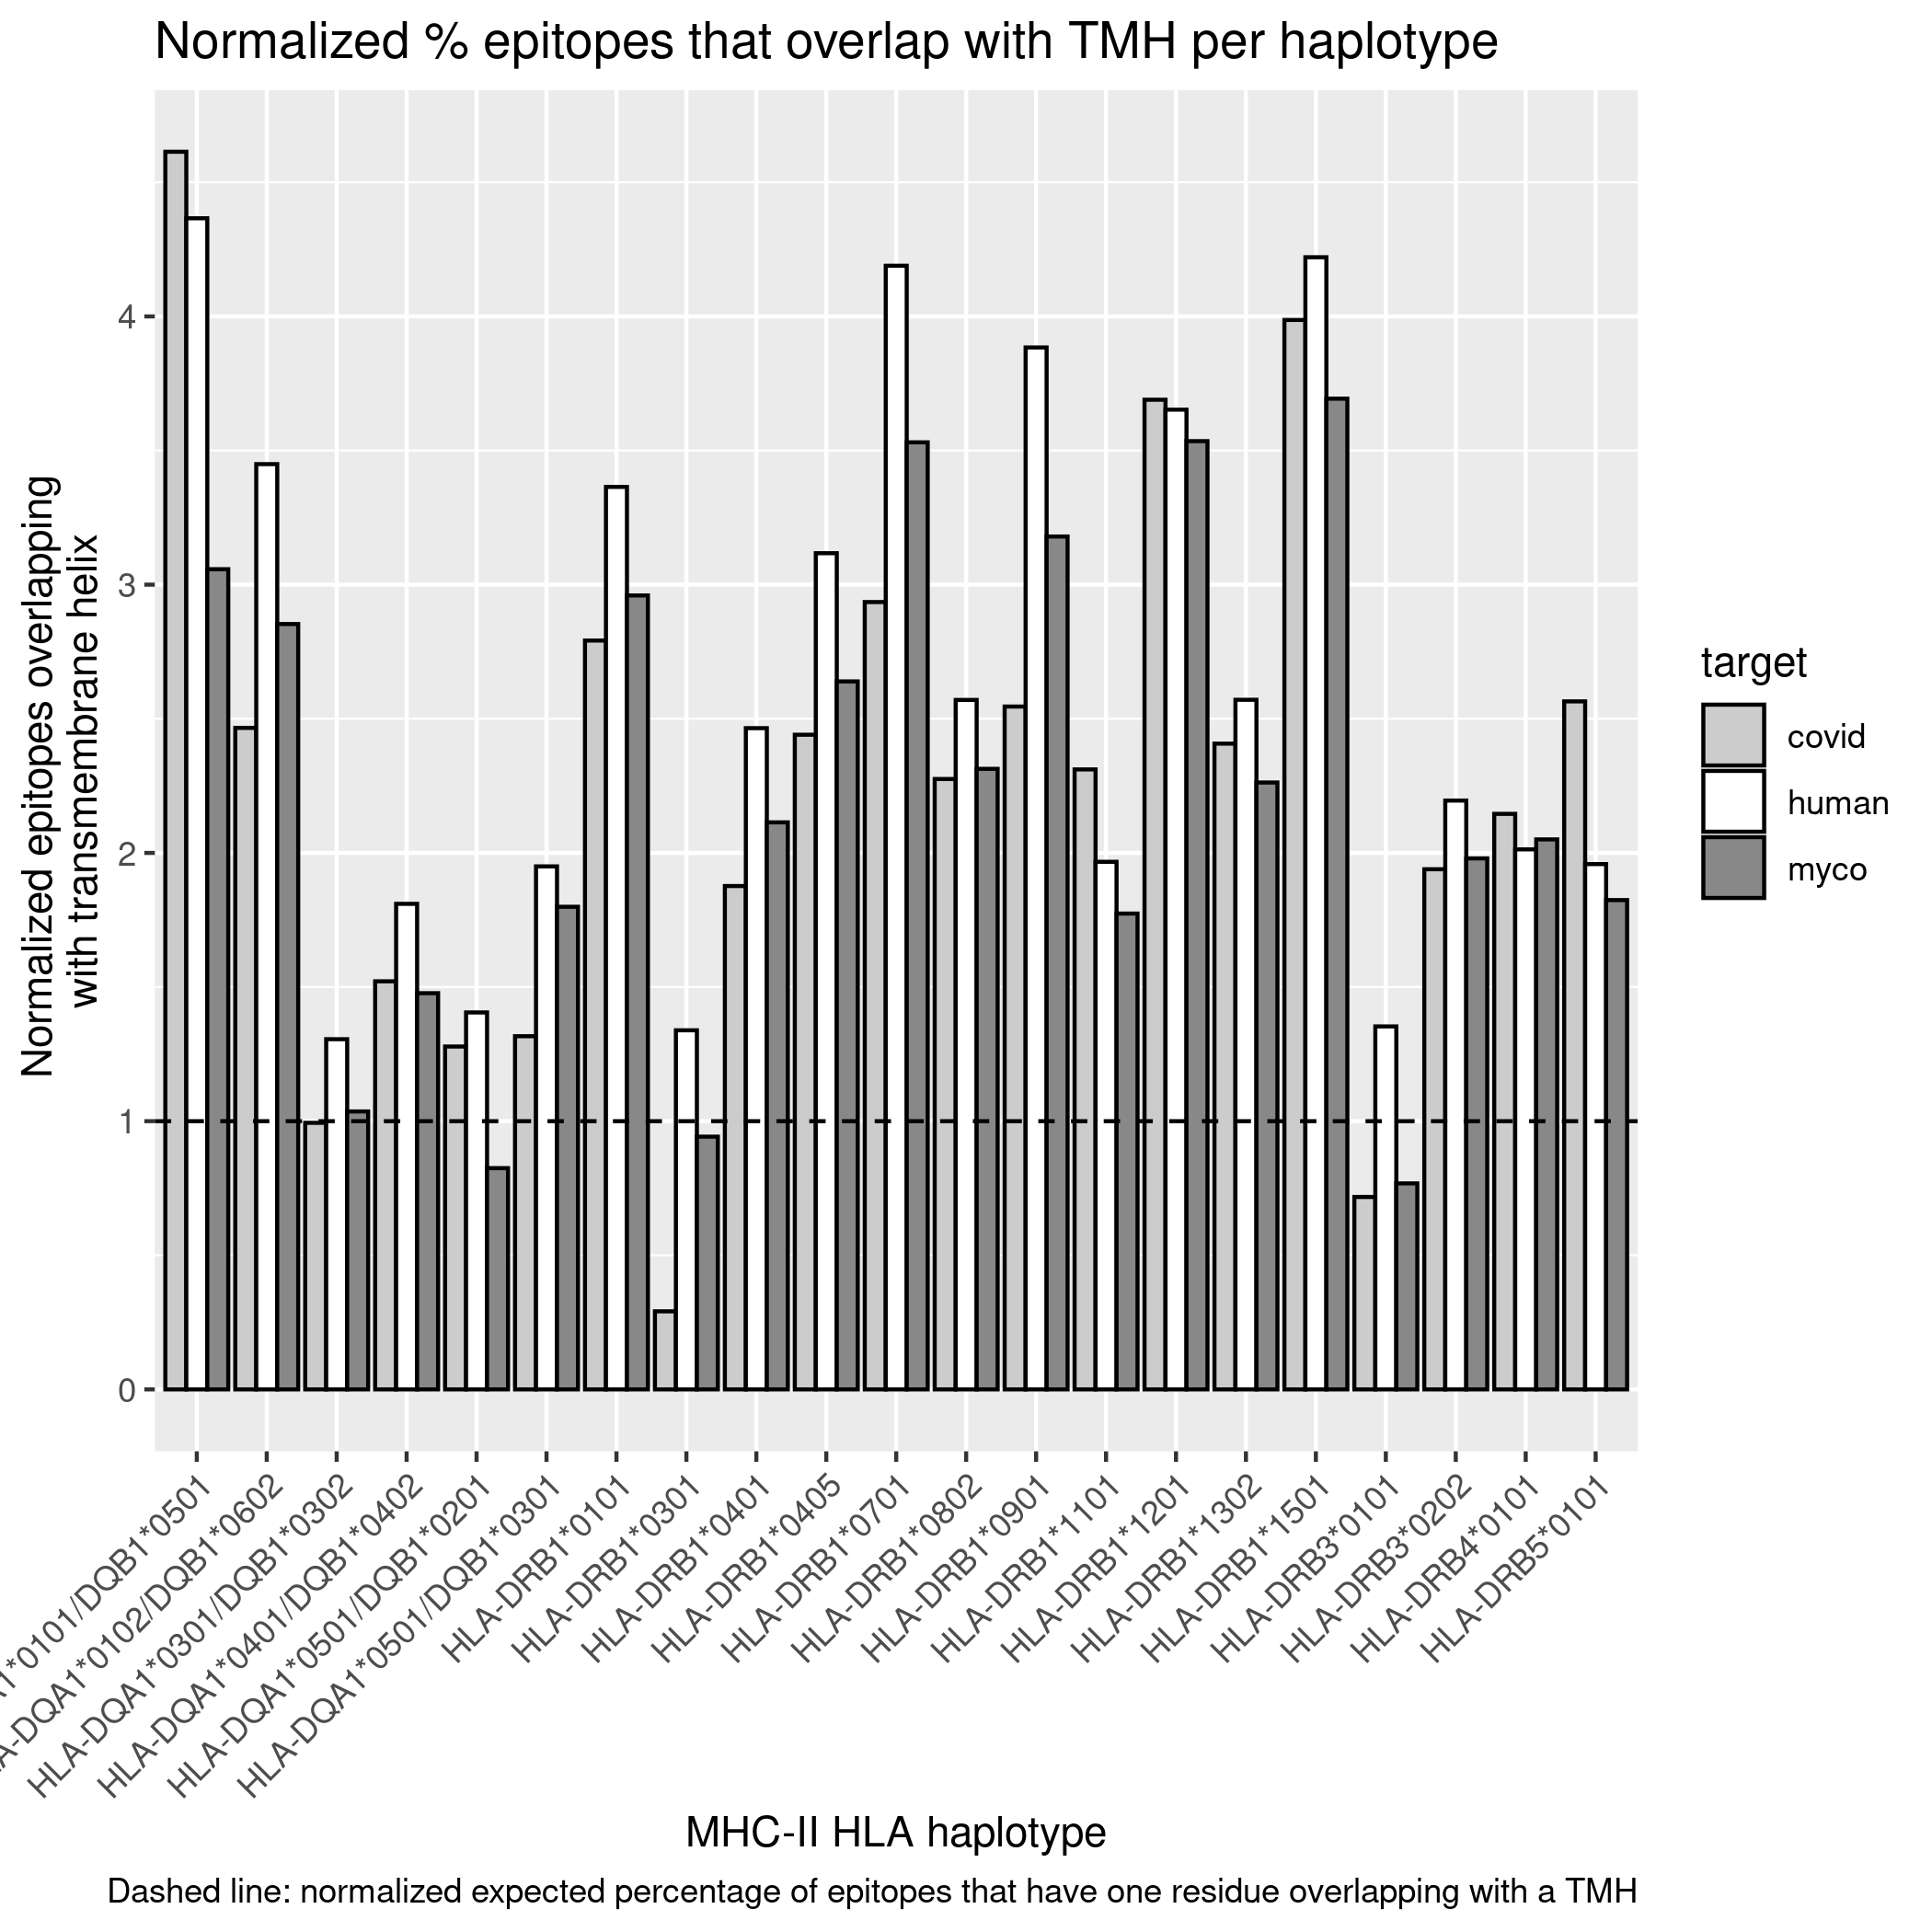 Normalized % epitopes that overlap with TMH per haplotype
Normalized epitopes overlapping
with transmembrane helix
4
3
2
1
0
1*0101/DQB1*0501
A-DQA1*0102/DQB1*0602
HLA-DQA1*0301/DQB1*0302
HLA-DQA1*0401/DQB1*0402
HLA-DQA1*0501/DQB1*0201
HLA-DQA1*0501/DQB1*0301
HLA-DRB1*0101
HLA-DRB1*0301
HLA-DRB1*0401
HLA-DRB1*0405
HLA-DRB1*0701
HLA-DRB1*0802
HLA-DRB1*0901
HLA-DRB1*1101
HLA-DRB1*1201
HLA-DRB1*1302
HLA-DRB1*1501
HLA-DRB3*0101
HLA-DRB3*0202
HLA-DRB4*0101
HLA-DRB5*0101
MHC-II HLA haplotype
Dashed line: normalized expected percentage of epitopes that have one residue overlapping with a TMH
target
covid
human
myco